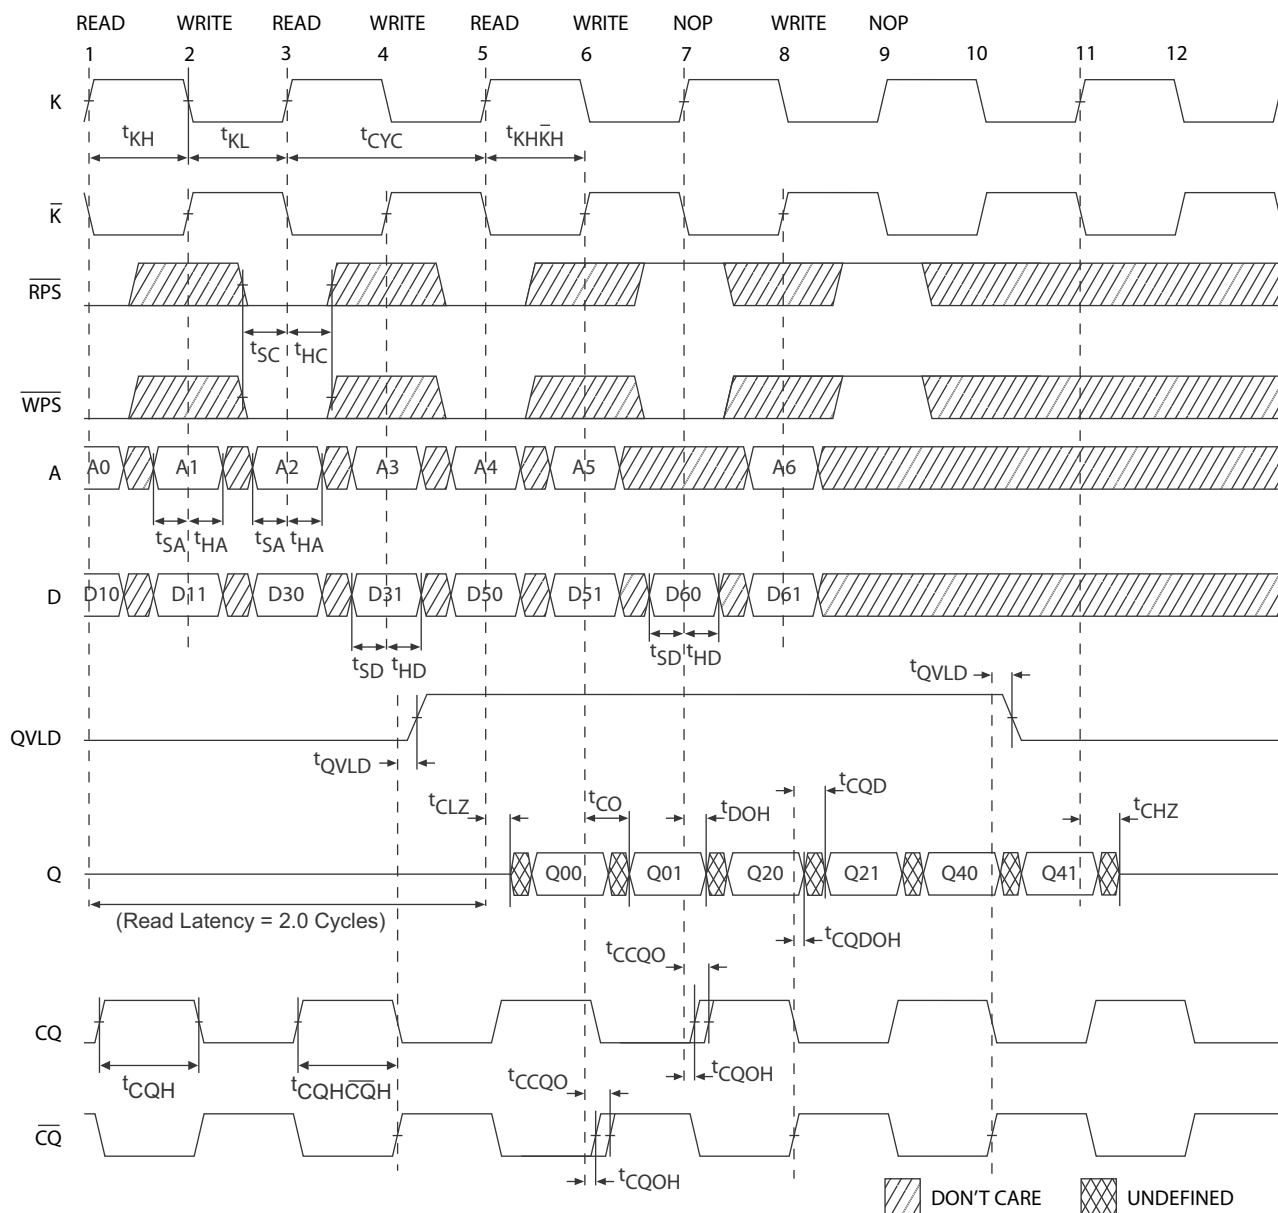 READ WRITE READ WRITE READ WRITE NOP WRITE NOP
1 2 3 4 5 6 7 8 9 10 11 12
K
tKH tKL tCYC tKHK̅H
K̅
R̅P̅S̅
tSC tHC
W̅P̅S̅
A A0 A1 A2 A3 A4 A5 A6
tSA tHA tSA tHA
D D10 D11 D30 D31 D50 D51 D60 D61
tSD tHD tSD tHD
tQVLD
QVLD
tQVLD
tCLZ tCO tDOH tCQD tCHZ
Q Q00 Q01 Q20 Q21 Q40 Q41
(Read Latency = 2.0 Cycles)
tCQDOH
tCCQO
CQ
tCQH tCQHC̅Q̅H tCCQO tCQOH
C̅Q̅
tCQOH
DON'T CARE UNDEFINED